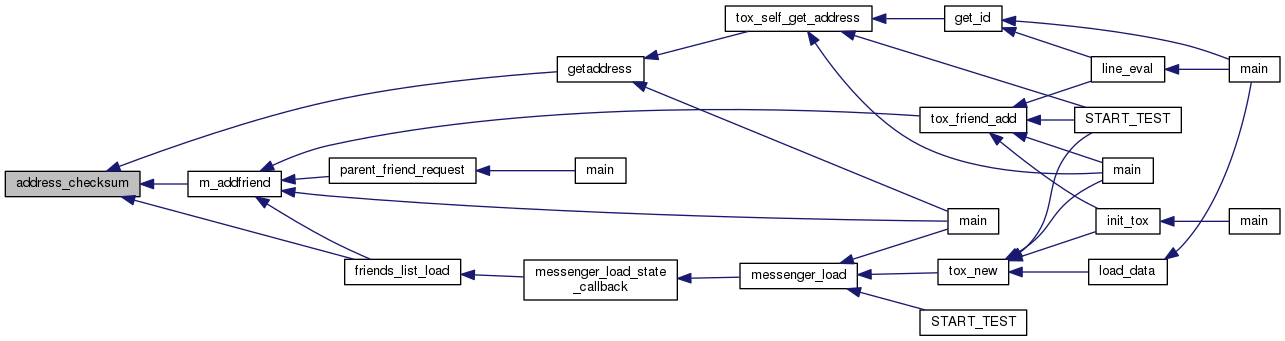 tox_self_get_address
get_id
getaddress
line_eval
main
tox_friend_add
START_TEST
parent_friend_request
main
main
address_checksum
m_addfriend
main
init_tox
main
friends_list_load
messenger_load_state
_callback
messenger_load
tox_new
load_data
START_TEST